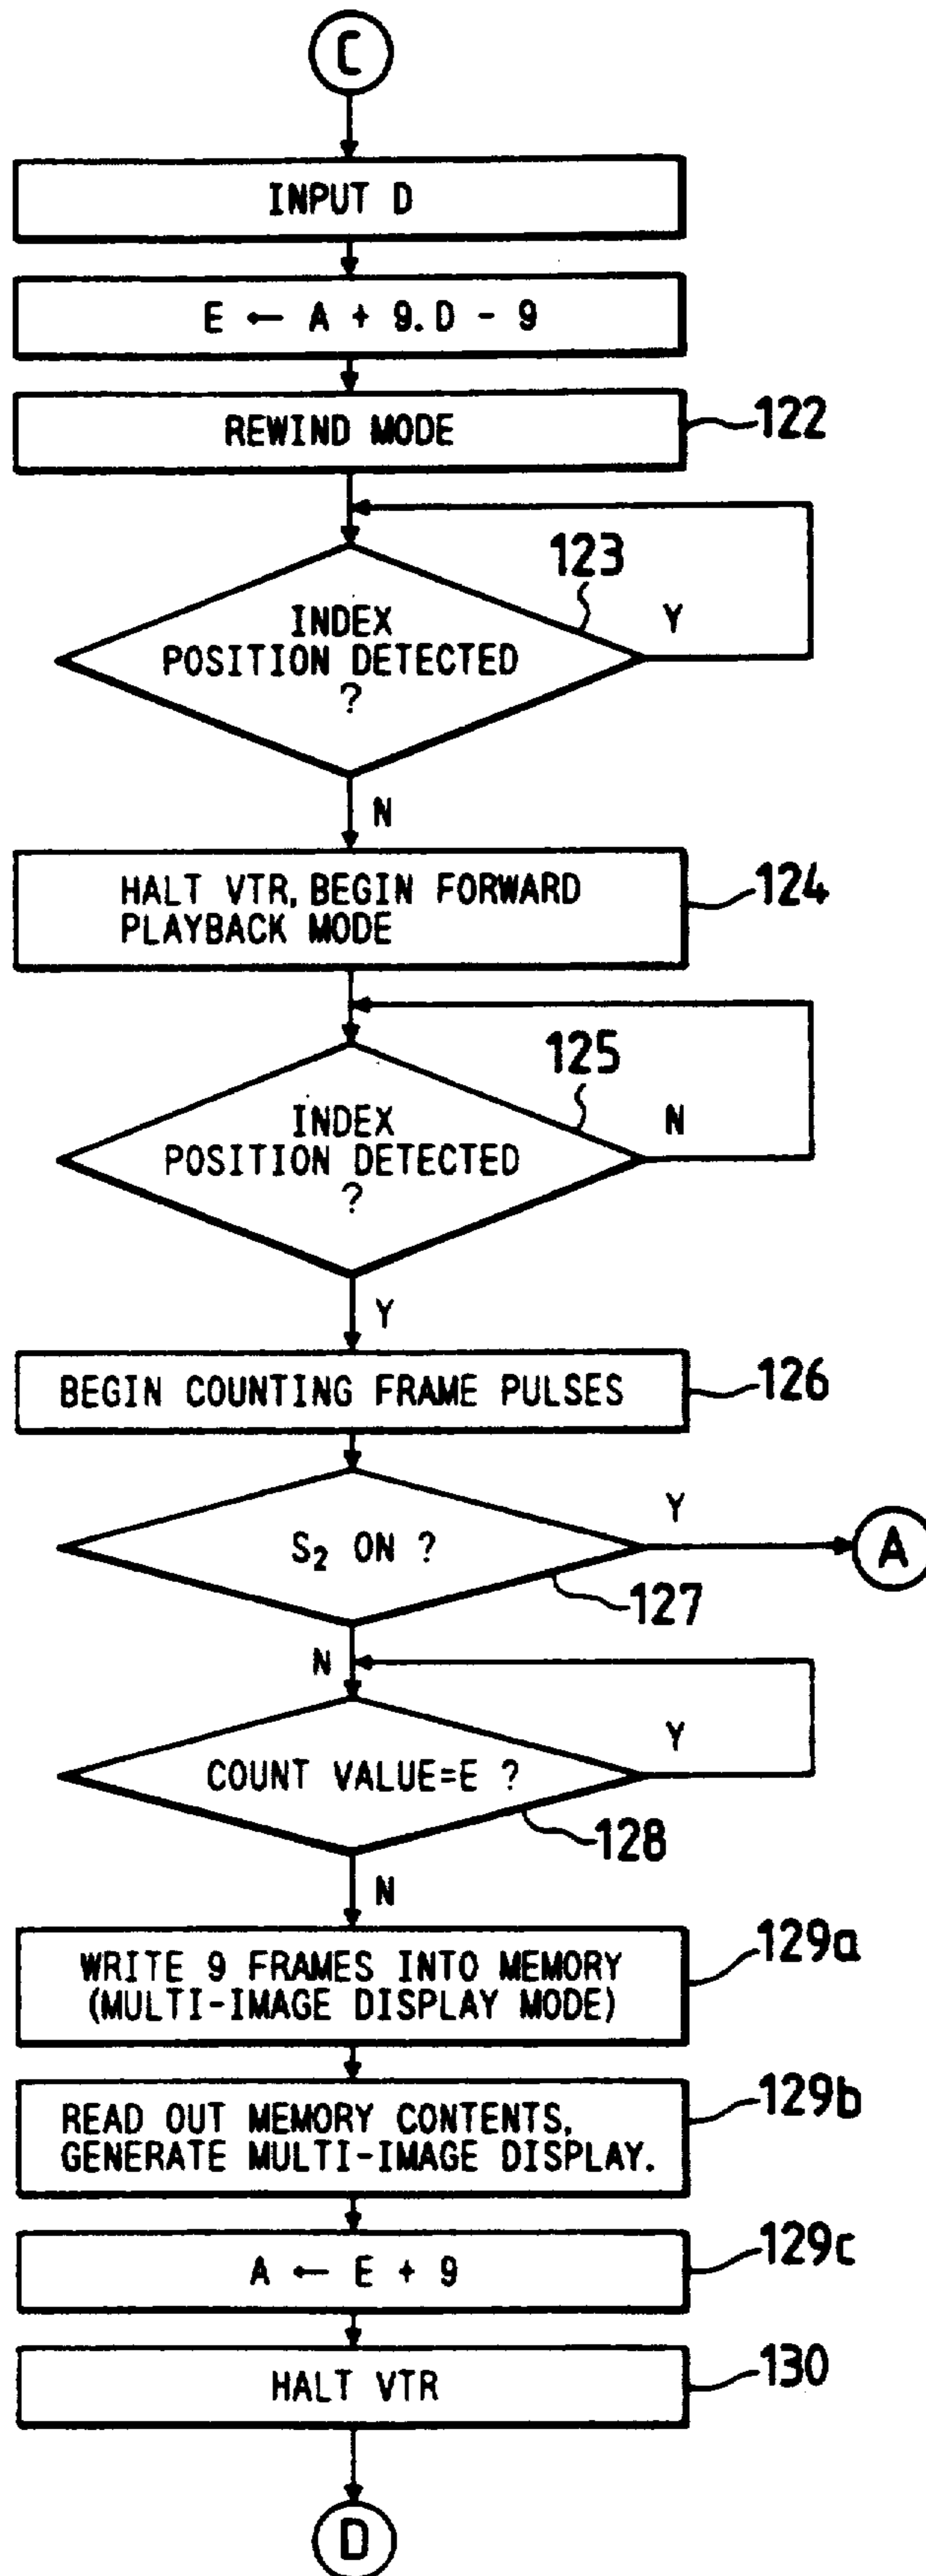 C
INPUT D
E ← A + 9.D - 9
REWIND MODE
122
123
INDEX
POSITION DETECTED
?
Y
N
HALT VTR, BEGIN FORWARD
PLAYBACK MODE
124
125
INDEX
POSITION DETECTED
?
N
Y
BEGIN COUNTING FRAME PULSES
126
S₂ ON ?
Y
A
127
N
COUNT VALUE=E ?
Y
128
N
WRITE 9 FRAMES INTO MEMORY
(MULTI-IMAGE DISPLAY MODE)
129a
READ OUT MEMORY CONTENTS,
GENERATE MULTI-IMAGE DISPLAY.
129b
A ← E + 9
129c
HALT VTR
130
D